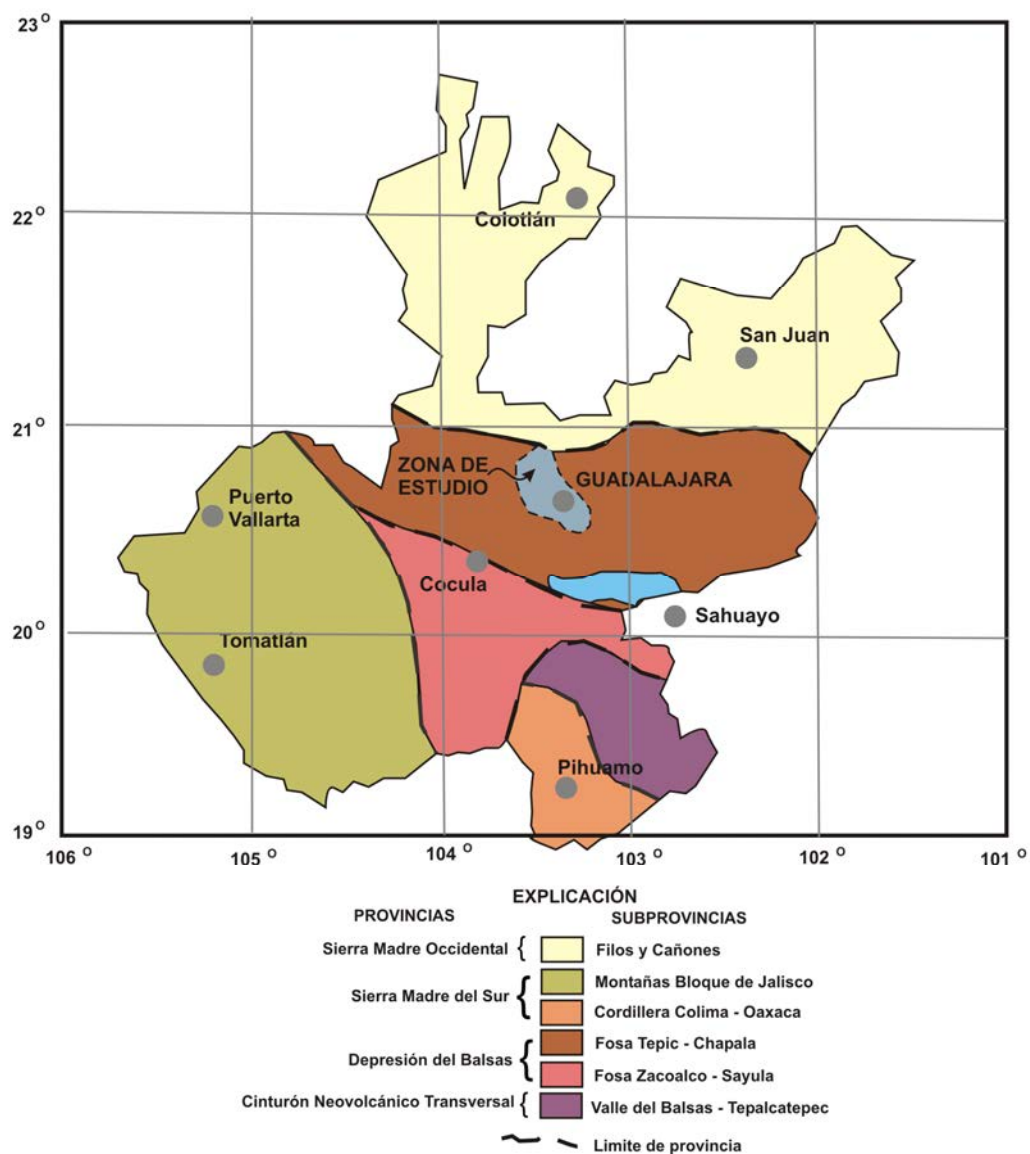 23 °
22 °
Colotlán
San Juan
21 °
ZONA DE
ESTUDIO
GUADALAJARA
Puerto
Vallarta
Cocula
Sahuayo
20 °
Tomatlán
Pihuamo
19 °
106 ° 105 ° 104 ° 103 ° 102 ° 101 °
EXPLICACIÓN
PROVINCIAS SUBPROVINCIAS
Sierra Madre Occidental { Filos y Cañones
Montañas Bloque de Jalisco
Sierra Madre del Sur {
Cordillera Colima - Oaxaca
Fosa Tepic - Chapala
Depresión del Balsas {
Fosa Zacoalco - Sayula
Cinturón Neovolcánico Transversal { Valle del Balsas - Tepalcatepec
Limite de provincia